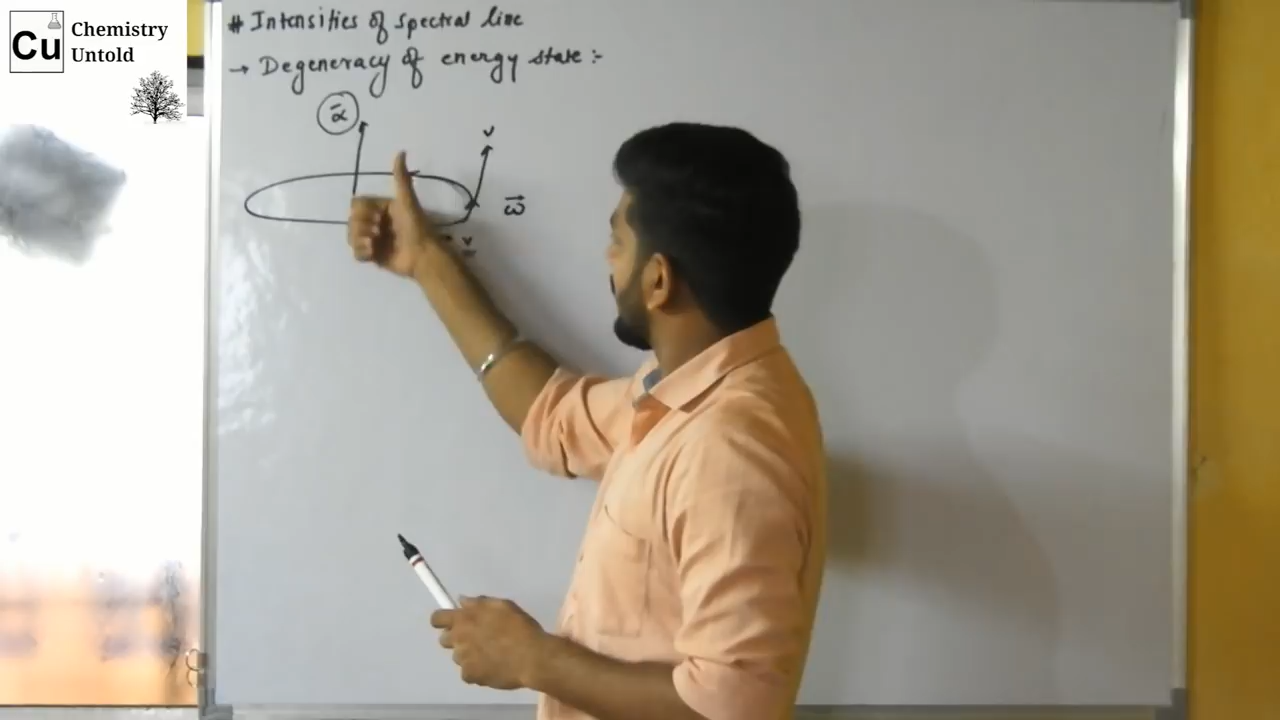 Cu
Chemistry
Untold
# Intensities of spectral line
→ Degeneracy of energy state :-
ᾱ
v
ω⃗
v